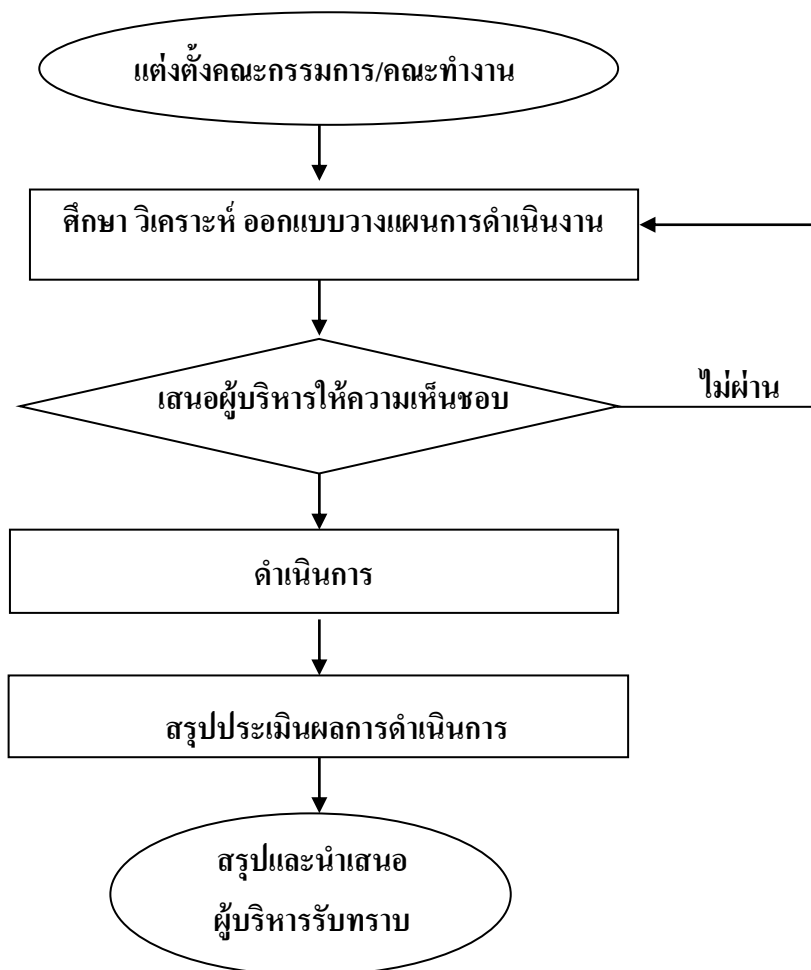 แต่งตั้งคณะกรรมการ/คณะทำงาน
ศึกษา วิเคราะห์ ออกแบบวางแผนการดำเนินงาน
เสนอผู้บริหารให้ความเห็นชอบ
ไม่ผ่าน
ดำเนินการ
สรุปประเมินผลการดำเนินการ
สรุปและนำเสนอ
ผู้บริหารรับทราบ